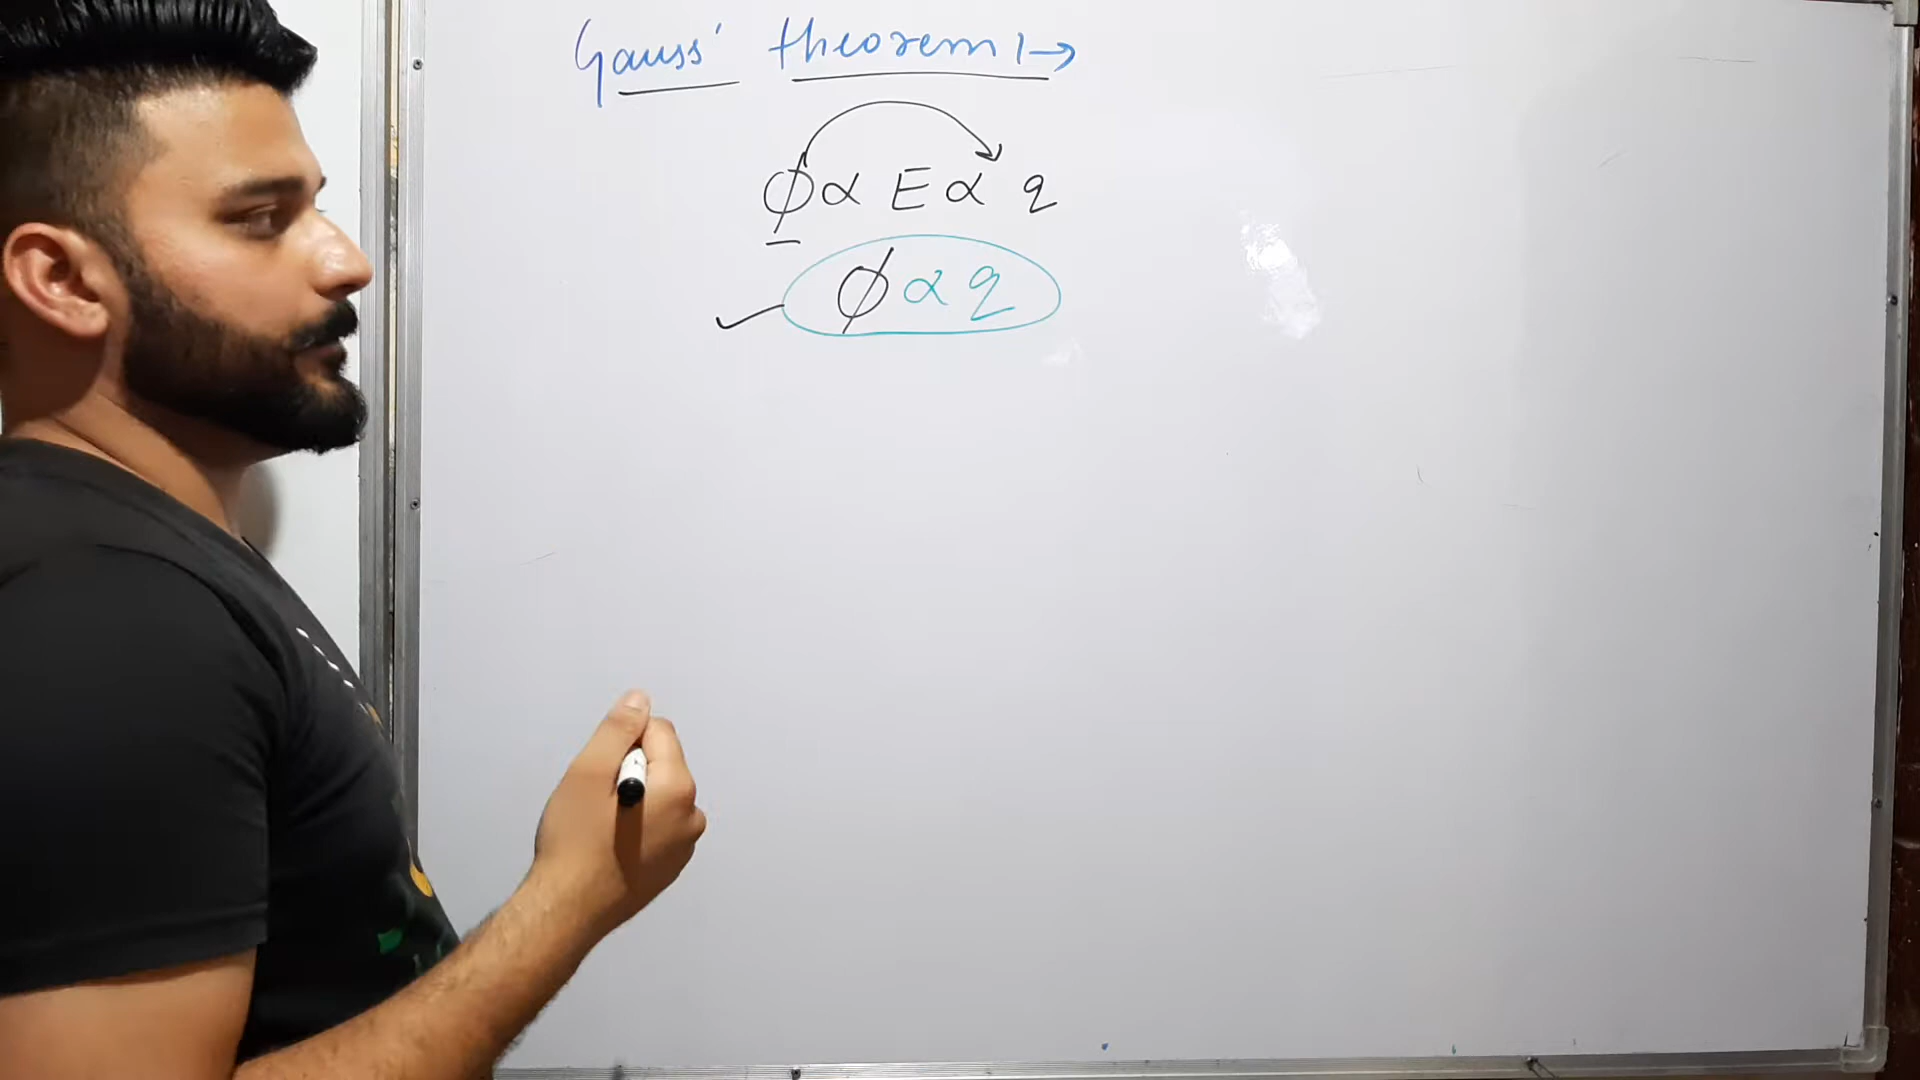 Gauss' theorem :→
ϕ ∝ E ∝ q
ϕ ∝ q